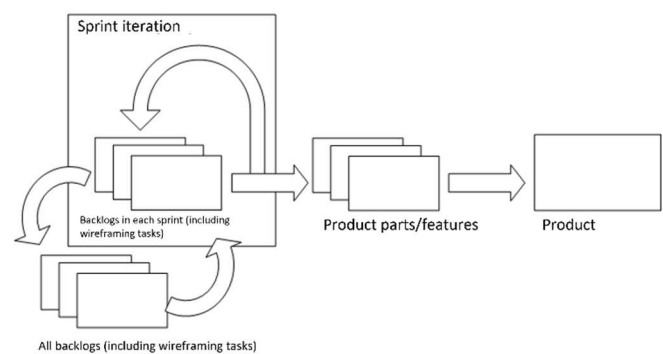 Sprint iteration
Backlogs in each sprint (including
wireframing tasks)
Product parts/features
Product
All backlogs (including wireframing tasks)